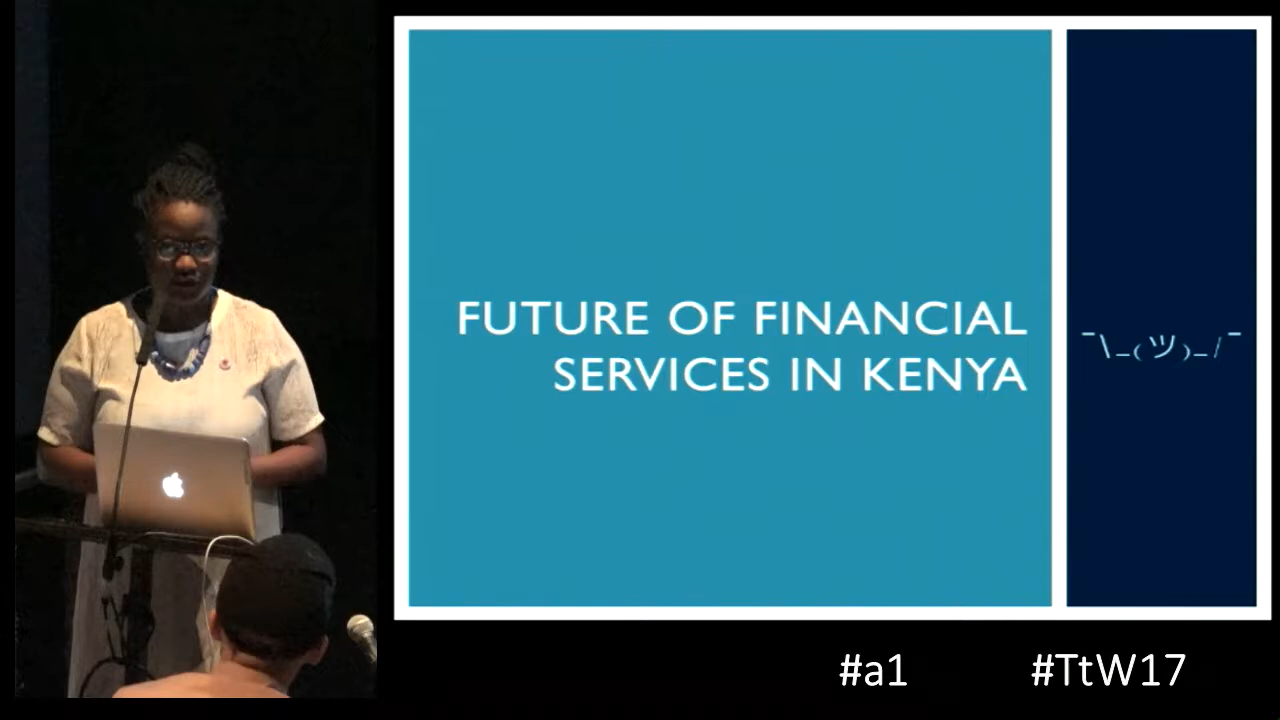 FUTURE OF FINANCIAL
SERVICES IN KENYA
¯\_(ツ)_/¯
#a1 #TtW17